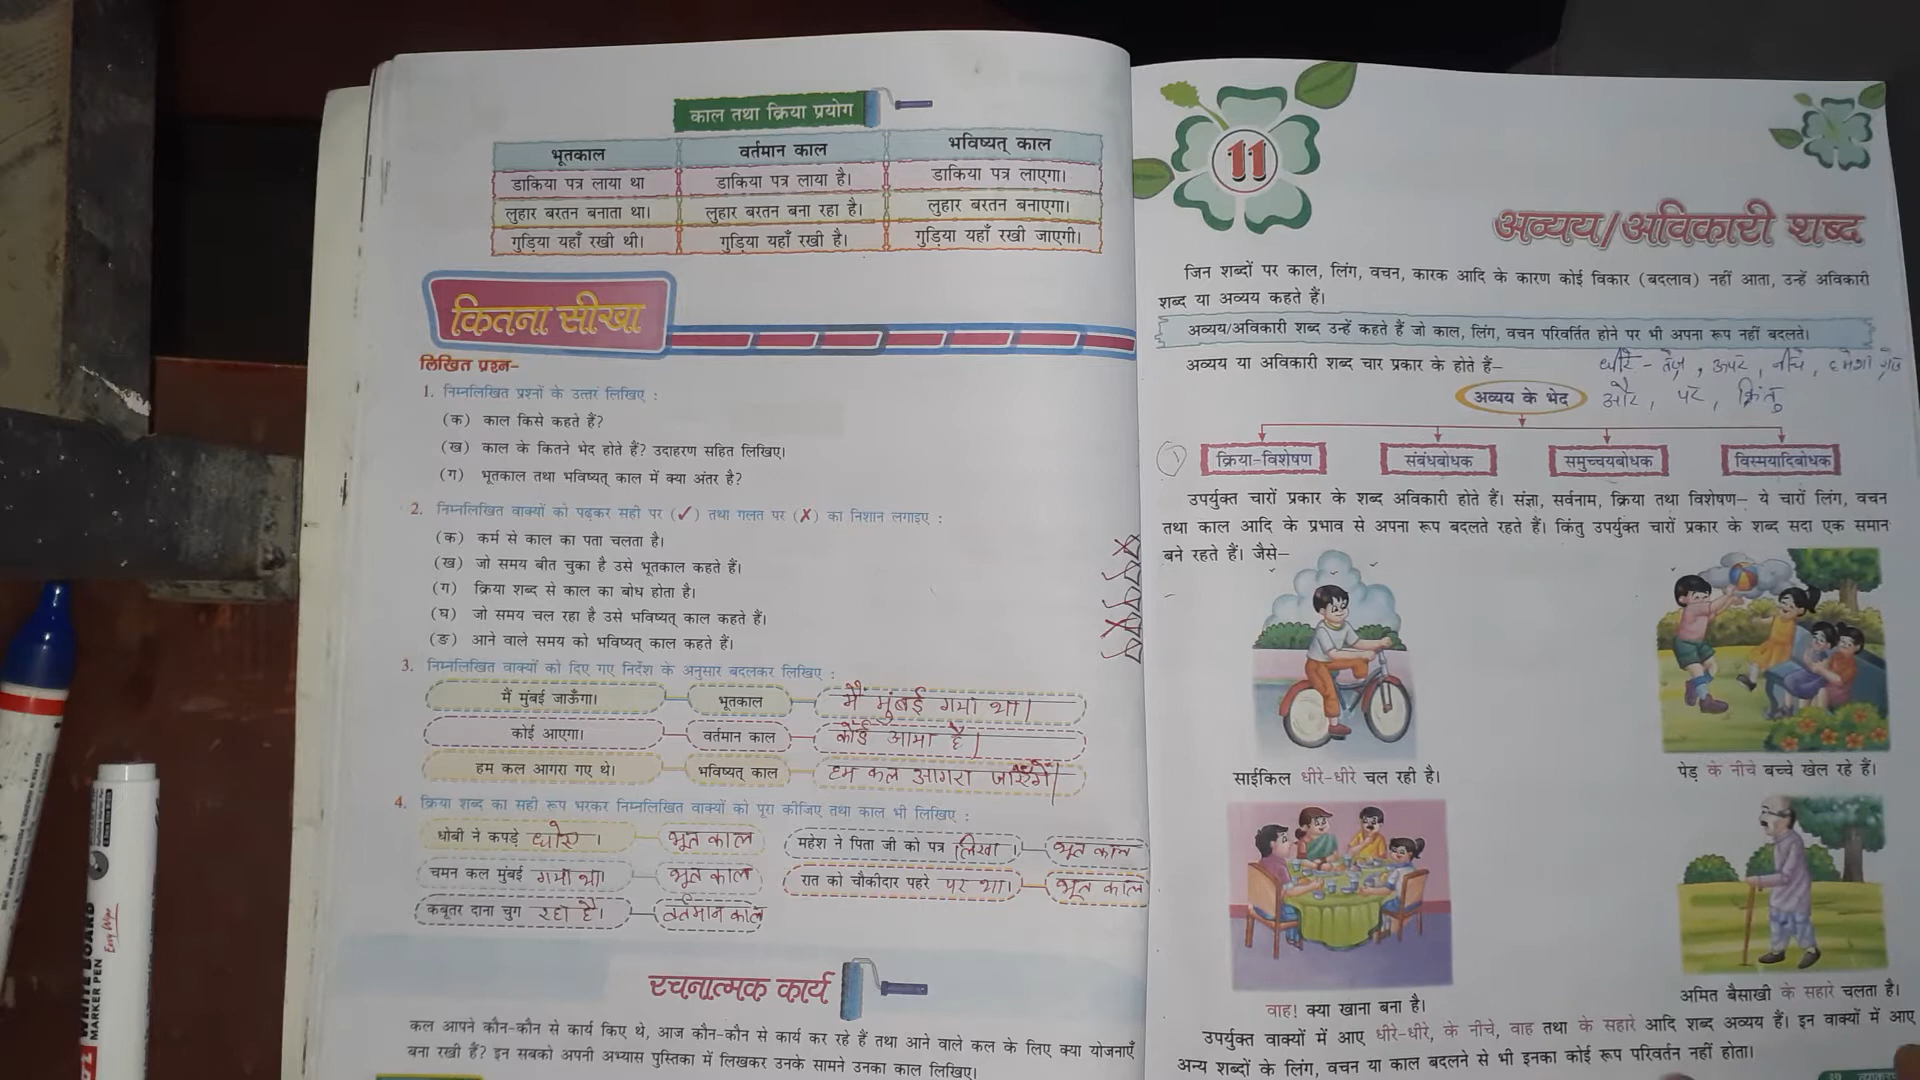 काल तथा क्रिया प्रयोग
भूतकाल वर्तमान काल भविष्यत् काल
डाकिया पत्र लाया था डाकिया पत्र लाया है। डाकिया पत्र लाएगा।
लुहार बरतन बनाता था। लुहार बरतन बना रहा है। लुहार बरतन बनाएगा।
गुड़िया यहाँ रखी थी। गुड़िया यहाँ रखी है। गुड़िया यहाँ रखी जाएगी।
कितना सीखा
लिखित प्रश्न–
1. निम्नलिखित प्रश्नों के उत्तर लिखिए :
(क) काल किसे कहते हैं?
(ख) काल के कितने भेद होते हैं? उदाहरण सहित लिखिए।
(ग) भूतकाल तथा भविष्यत् काल में क्या अंतर है?
2. निम्नलिखित वाक्यों को पढ़कर सही पर (✓) तथा गलत पर (✗) का निशान लगाइए :
(क) कर्म से काल का पता चलता है।
(ख) जो समय बीत चुका है उसे भूतकाल कहते हैं।
(ग) क्रिया शब्द से काल का बोध होता है।
(घ) जो समय चल रहा है उसे भविष्यत् काल कहते हैं।
(ङ) आने वाले समय को भविष्यत् काल कहते हैं।
3. निम्नलिखित वाक्यों को दिए गए निर्देश के अनुसार बदलकर लिखिए :
मैं मुंबई जाऊँगा। भूतकाल मैं मुंबई गया था।
कोई आएगा। वर्तमान काल कोई आया है।
हम कल आगरा गए थे। भविष्यत् काल हम कल आगरा जाएँगे।
4. क्रिया शब्द का सही रूप भरकर निम्नलिखित वाक्यों को पूरा कीजिए तथा काल भी लिखिए :
धोबी ने कपड़े धोए। भूत काल महेश ने पिता जी को पत्र लिखा। भूत काल
चमन कल मुंबई गया था। भूत काल रात को चौकीदार पहरे पर था। भूत काल
कबूतर दाना चुग रहा है। वर्तमान काल
रचनात्मक कार्य
कल आपने कौन-कौन से कार्य किए थे, आज कौन-कौन से कार्य कर रहे हैं तथा आने वाले कल के लिए क्या योजनाएँ
बना रखी हैं? इन सबको अपनी अभ्यास पुस्तिका में लिखकर उनके सामने उनका काल लिखिए।
11
अव्यय/अविकारी शब्द
जिन शब्दों पर काल, लिंग, वचन, कारक आदि के कारण कोई विकार (बदलाव) नहीं आता, उन्हें अविकारी
शब्द या अव्यय कहते हैं।
अव्यय/अविकारी शब्द उन्हें कहते हैं जो काल, लिंग, वचन परिवर्तित होने पर भी अपना रूप नहीं बदलते।
अव्यय या अविकारी शब्द चार प्रकार के होते हैं–
धीरे - तेज़, ऊपर, नीचे, हमेशा
अव्यय के भेद
और, पर, किंतु
1 क्रिया-विशेषण संबंधबोधक समुच्चयबोधक विस्मयादिबोधक
उपर्युक्त चारों प्रकार के शब्द अविकारी होते हैं। संज्ञा, सर्वनाम, क्रिया तथा विशेषण– ये चारों लिंग, वचन
तथा काल आदि के प्रभाव से अपना रूप बदलते रहते हैं। किंतु उपर्युक्त चारों प्रकार के शब्द सदा एक समान
बने रहते हैं। जैसे–
साईकिल धीरे-धीरे चल रही है।
पेड़ के नीचे बच्चे खेल रहे हैं।
वाह! क्या खाना बना है।
अमित बैसाखी के सहारे चलता है।
उपर्युक्त वाक्यों में आए धीरे-धीरे, के नीचे, वाह तथा के सहारे आदि शब्द अव्यय हैं। इन वाक्यों में आए
अन्य शब्दों के लिंग, वचन या काल बदलने से भी इनका कोई रूप परिवर्तन नहीं होता।
WHITE BOARD
MARKER PEN